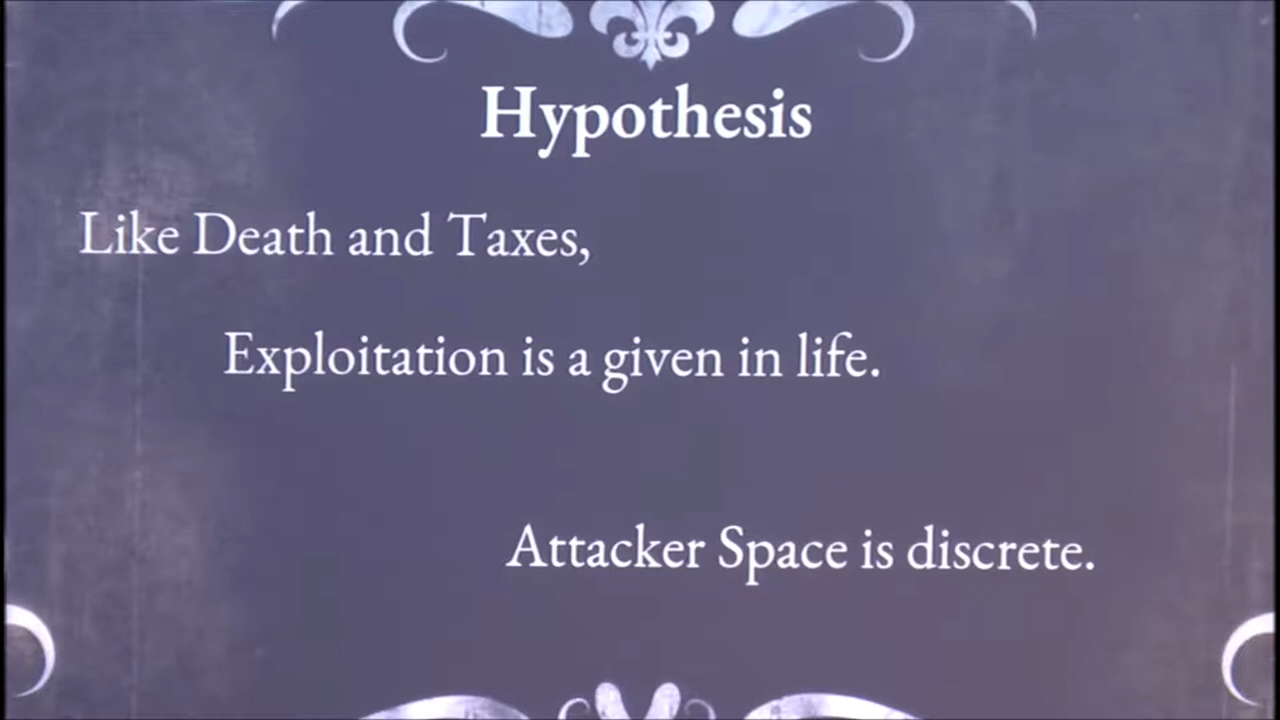 Hypothesis
Like Death and Taxes,
Exploitation is a given in life.
Attacker Space is discrete.